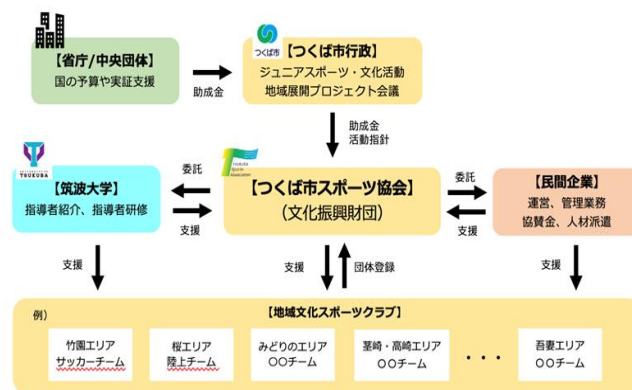 【省庁/中央団体】
国の予算や実証支援
助成金
つくば市
【つくば市行政】
ジュニアスポーツ・文化活動
地域展開プロジェクト会議
助成金
活動指針
TSUKUBA
【筑波大学】
指導者紹介、指導者研修
委託
支援
Tsukuba
Sports
Association
【つくば市スポーツ協会】
(文化振興財団)
委託
支援
【民間企業】
運営、管理業務
協賛金、人材派遣
支援
支援
団体登録
支援
例)
【地域文化スポーツクラブ】
竹園エリア
サッカーチーム
桜エリア
陸上チーム
みどりのエリア
〇〇チーム
茎崎・高崎エリア
〇〇チーム
・・・
吾妻エリア
〇〇チーム